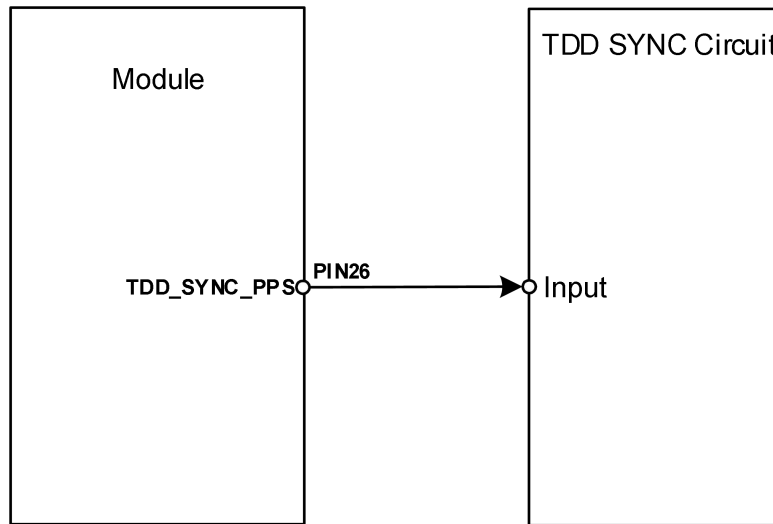 TDD SYNC Circuit
Module
PIN26
TDD_SYNC_PPS
Input